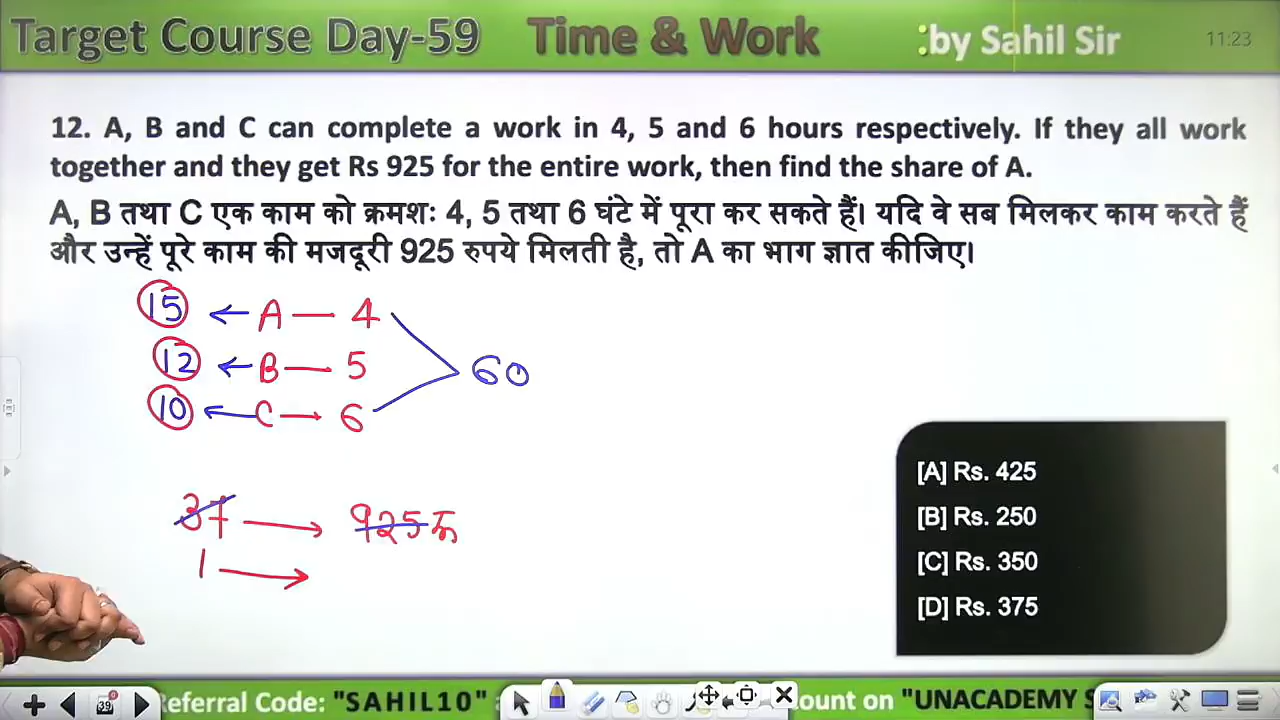 Target Course Day-59 Time & Work :by Sahil Sir 11:23
12. A, B and C can complete a work in 4, 5 and 6 hours respectively. If they all work
together and they get Rs 925 for the entire work, then find the share of A.
A, B तथा C एक काम को क्रमशः 4, 5 तथा 6 घंटे में पूरा कर सकते हैं। यदि वे सब मिलकर काम करते हैं
और उन्हें पूरे काम की मजदूरी 925 रुपये मिलती है, तो A का भाग ज्ञात कीजिए।
15 ← A — 4
12 ← B — 5
60
10 ← C — 6
37 → 925 रु
1 →
[A] Rs. 425
[B] Rs. 250
[C] Rs. 350
[D] Rs. 375
39
Referral Code: "SAHIL10" ount on "UNACADEMY S